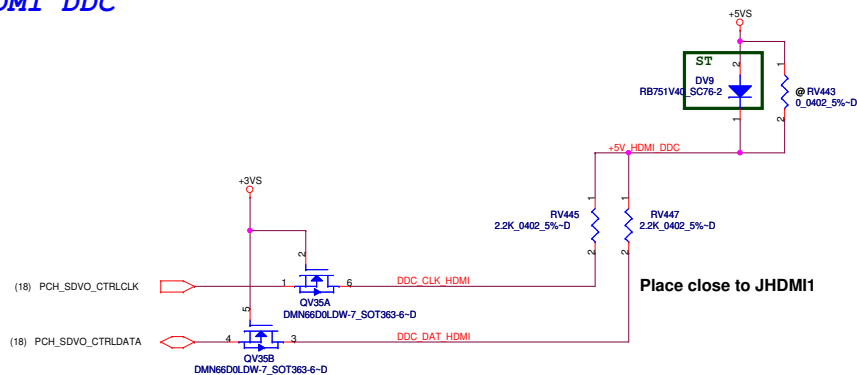 DMI DDC
+5VS
ST
2
1
DV9
RB751V40_SC76-2
@ RV443
0_0402_5%~D
1
2
+5V_HDMI_DDC
+3VS
1
1
RV445
RV447
2.2K_0402_5%~D
2.2K_0402_5%~D
2
2
2
(18) PCH_SDVO_CTRLCLK
1
6
DDC_CLK_HDMI
Place close to JHDMI1
QV35A
DMN66D0LDW-7_SOT363-6~D
5
(18) PCH_SDVO_CTRLDATA
4
3
DDC_DAT_HDMI
QV35B
DMN66D0LDW-7_SOT363-6~D